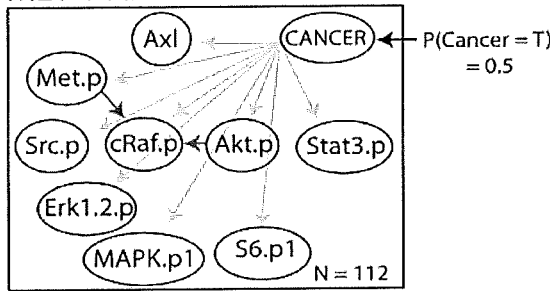 Axl
CANCER
P(Cancer = T)
= 0.5
Met.p
Src.p
cRaf.p
Akt.p
Stat3.p
Erk1.2.p
MAPK.p1
S6.p1
N = 112